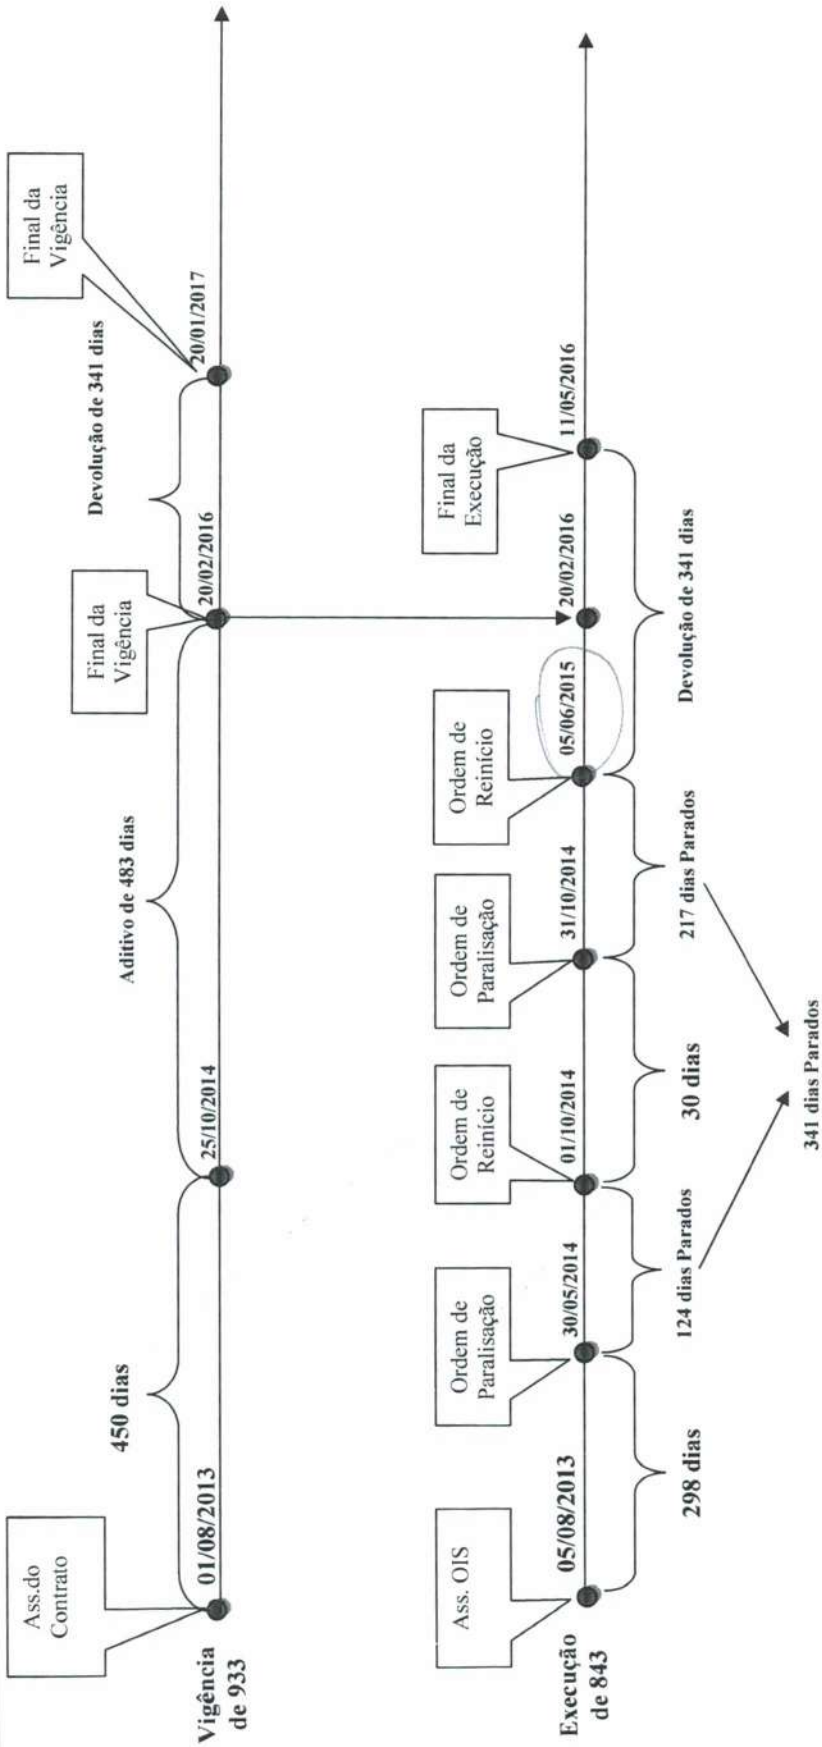 Ass.do
Contrato
Final da
Vigência
Final da
Vigência
450 dias
Aditivo de 483 dias
Devolução de 341 dias
01/08/2013
25/10/2014
20/02/2016
20/01/2017
Vigência
de 933
Ass. OIS
Ordem de
Paralisação
Ordem de
Reinício
Ordem de
Paralisação
Ordem de
Reinício
Final da
Execução
05/08/2013
30/05/2014
01/10/2014
31/10/2014
05/06/2015
20/02/2016
11/05/2016
Execução
de 843
298 dias
124 dias Parados
30 dias
217 dias Parados
Devolução de 341 dias
341 dias Parados